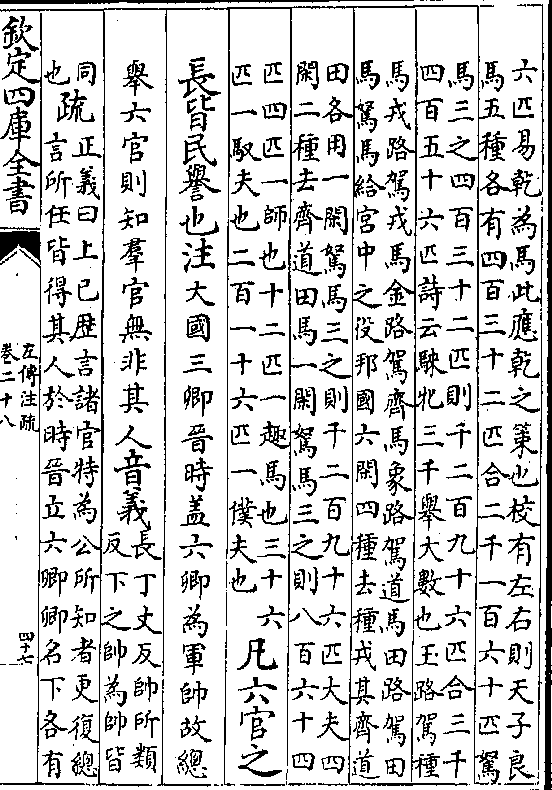 六匹易乾為馬此應乾之策也校有左右則天子良
馬五種各有四百三十二匹合二千一百六十匹駑
馬三之四百三十二匹則千二百九十六匹合三千
四百五十六匹詩云騋牝三千舉大數也玉路駕種
馬戎路駕戎馬金路駕齊馬象路駕道馬田路駕田
馬駑馬給宮中之役邦國六閑四種去種戎其齊道
田各用一閑駑馬三之則千二百九十六匹大夫四
閑二種去齊道田馬一閑駑馬三之則八百六十四
匹四匹一師也十二匹一趣馬也三十六
匹一馭夫也二百一十六匹一僕夫也
凡六官之
長皆民譽也注大國三卿晉時蓋六卿為軍帥故總
舉六官則知羣官無非其人音義長丁丈反帥所類
反下之帥為帥皆
同疏正義曰上已歴言諸官特為公所知者更復總
也言所任皆得其人於時晉立六卿卿名下各有
欽定四庫全書
左傳注疏
卷二十八
四十七